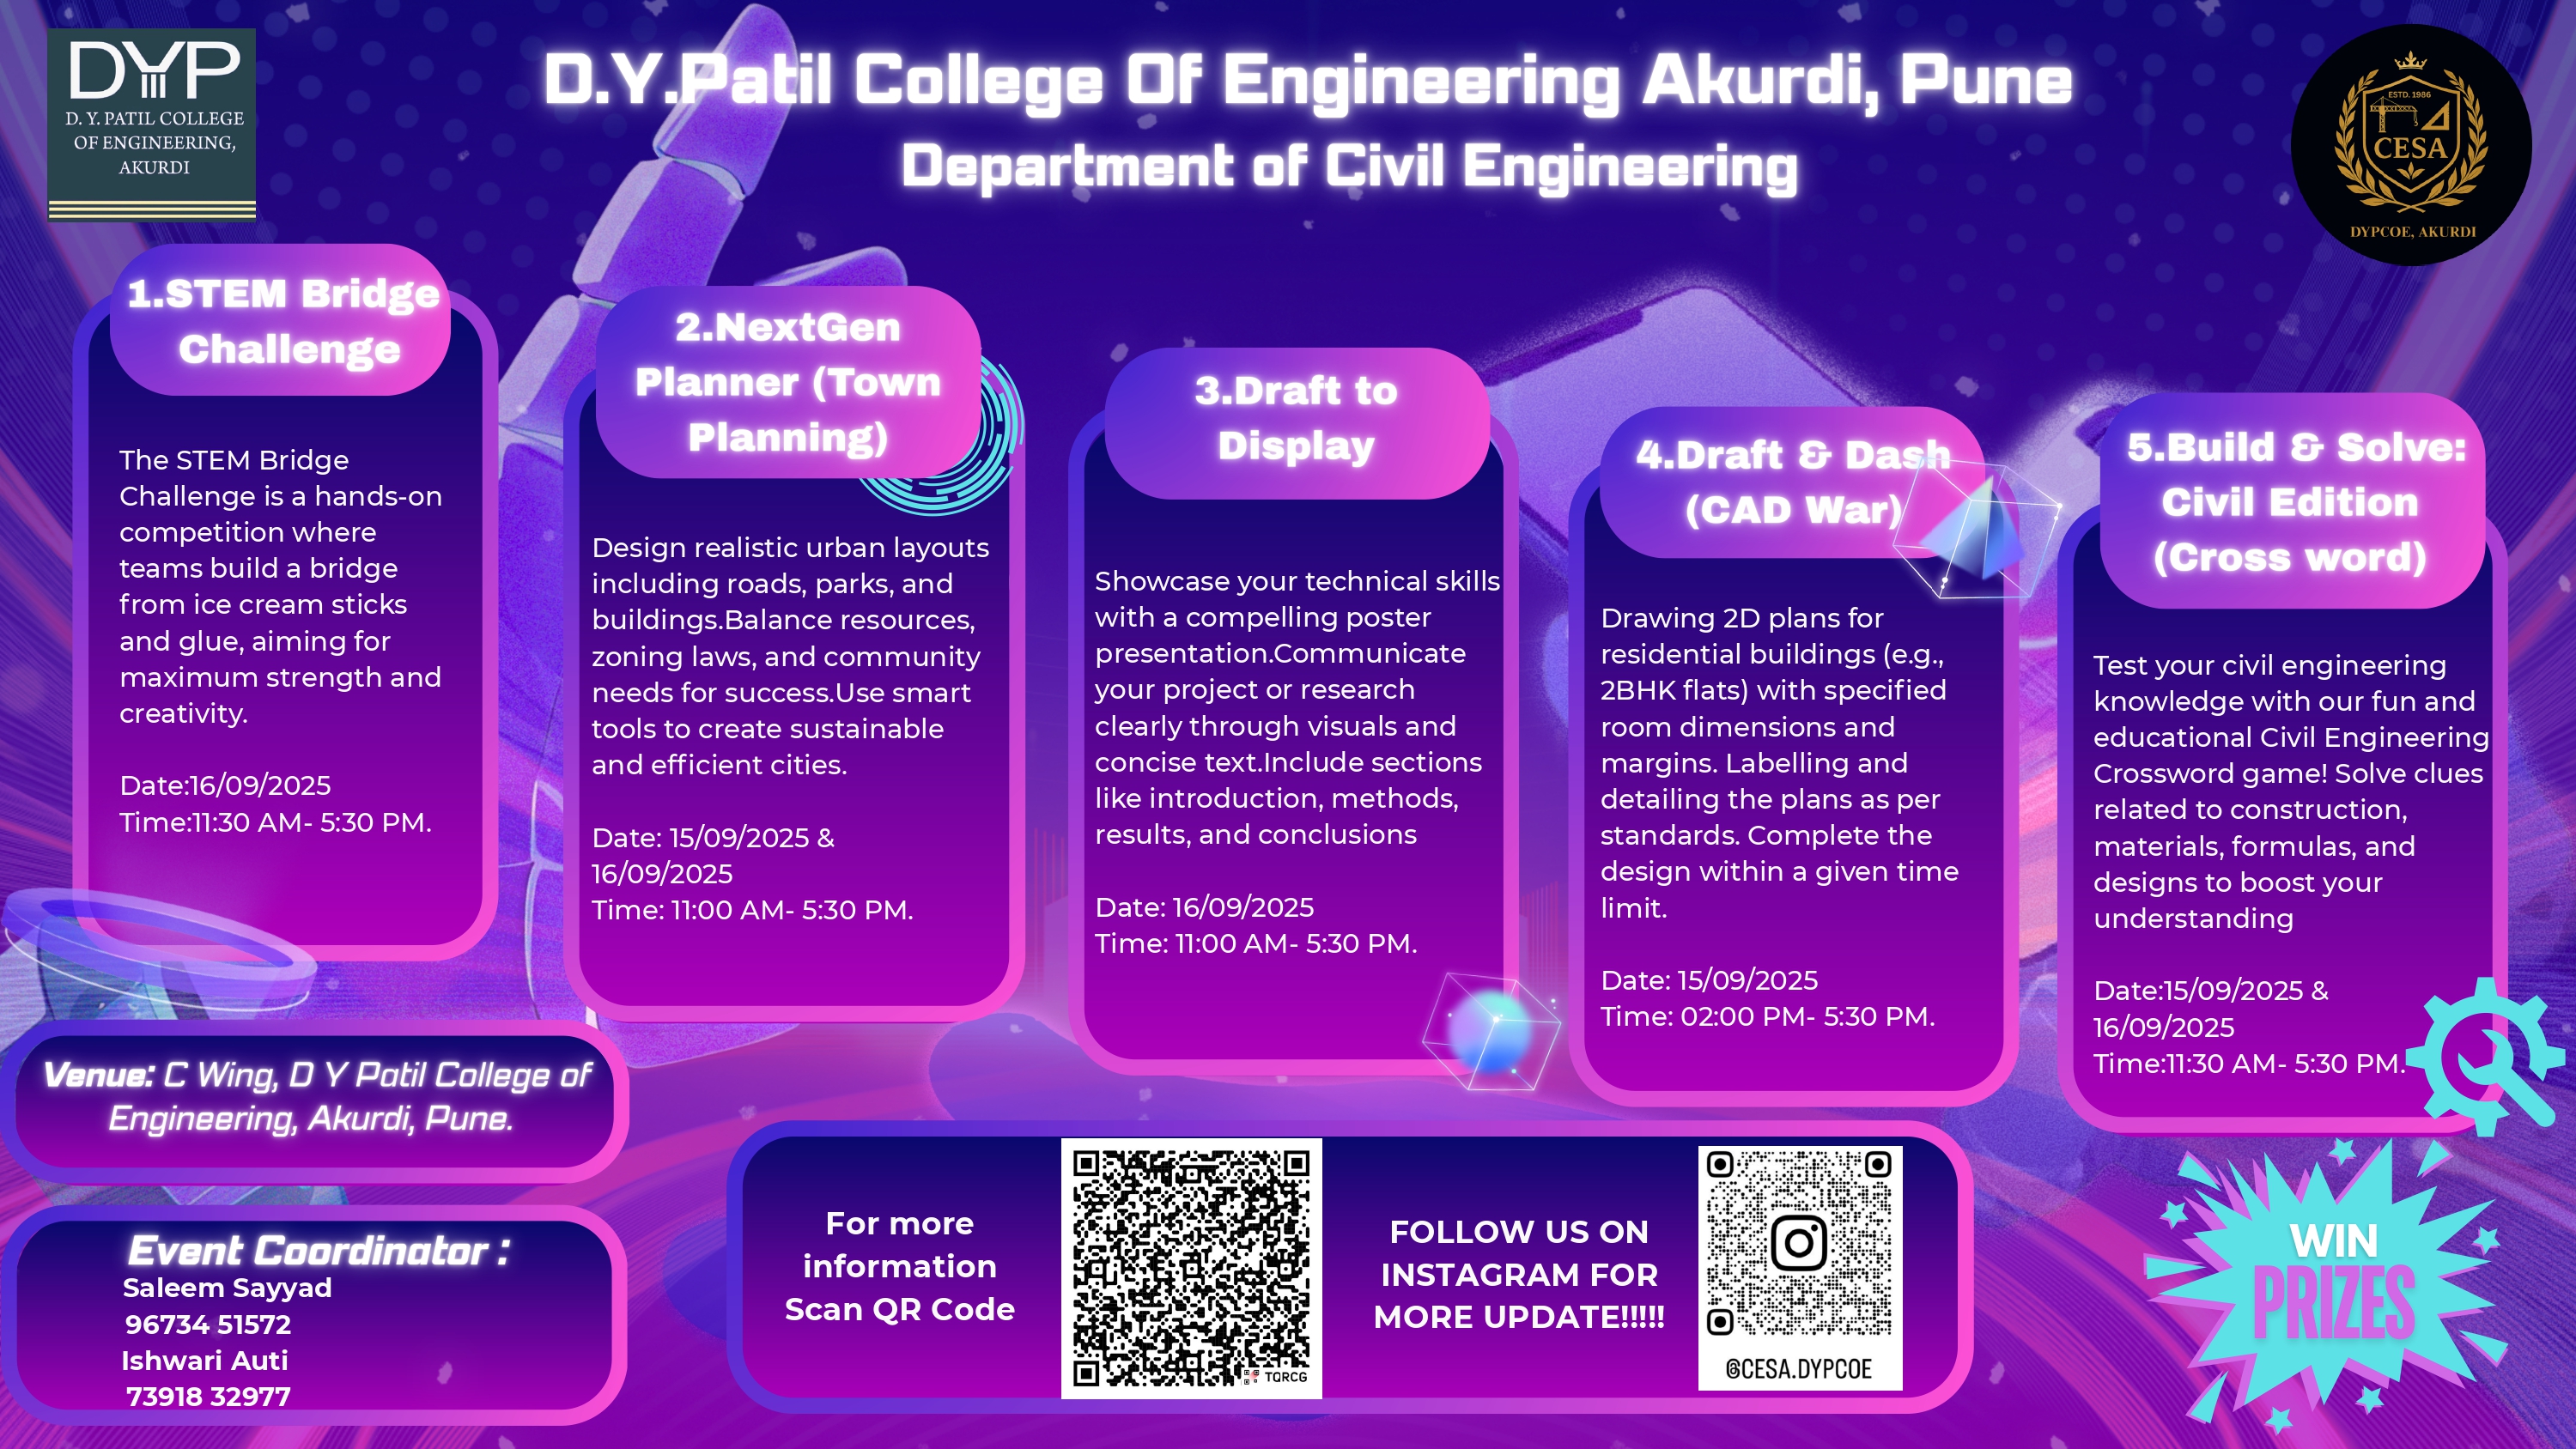 DYP
D. Y. PATIL COLLEGE
OF ENGINEERING,
AKURDI
D.Y.Patil College Of Engineering Akurdi, Pune
Department of Civil Engineering
ESTD. 1986
CESA
DYPCOE, AKURDI
1.STEM Bridge
Challenge
The STEM Bridge
Challenge is a hands-on
competition where
teams build a bridge
from ice cream sticks
and glue, aiming for
maximum strength and
creativity.
Date:16/09/2025
Time:11:30 AM- 5:30 PM.
2.NextGen
Planner (Town
Planning)
Design realistic urban layouts
including roads, parks, and
buildings.Balance resources,
zoning laws, and community
needs for success.Use smart
tools to create sustainable
and efficient cities.
Date: 15/09/2025 &
16/09/2025
Time: 11:00 AM- 5:30 PM.
3.Draft to
Display
Showcase your technical skills
with a compelling poster
presentation.Communicate
your project or research
clearly through visuals and
concise text.Include sections
like introduction, methods,
results, and conclusions
Date: 16/09/2025
Time: 11:00 AM- 5:30 PM.
4.Draft & Dash
(CAD War)
Drawing 2D plans for
residential buildings (e.g.,
2BHK flats) with specified
room dimensions and
margins. Labelling and
detailing the plans as per
standards. Complete the
design within a given time
limit.
Date: 15/09/2025
Time: 02:00 PM- 5:30 PM.
5.Build & Solve:
Civil Edition
(Cross word)
Test your civil engineering
knowledge with our fun and
educational Civil Engineering
Crossword game! Solve clues
related to construction,
materials, formulas, and
designs to boost your
understanding
Date:15/09/2025 &
16/09/2025
Time:11:30 AM- 5:30 PM.
Venue: C Wing, D Y Patil College of
Engineering, Akurdi, Pune.
Event Coordinator :
Saleem Sayyad
96734 51572
Ishwari Auti
73918 32977
For more
information
Scan QR Code
TQRCG
FOLLOW US ON
INSTAGRAM FOR
MORE UPDATE!!!!!
@CESA.DYPCOE
WIN
PRIZES